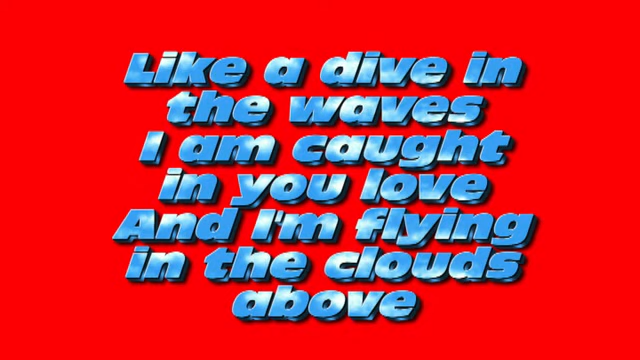 Like a dive in
the waves
I am caught
in you love
And I'm flying
in the clouds
above